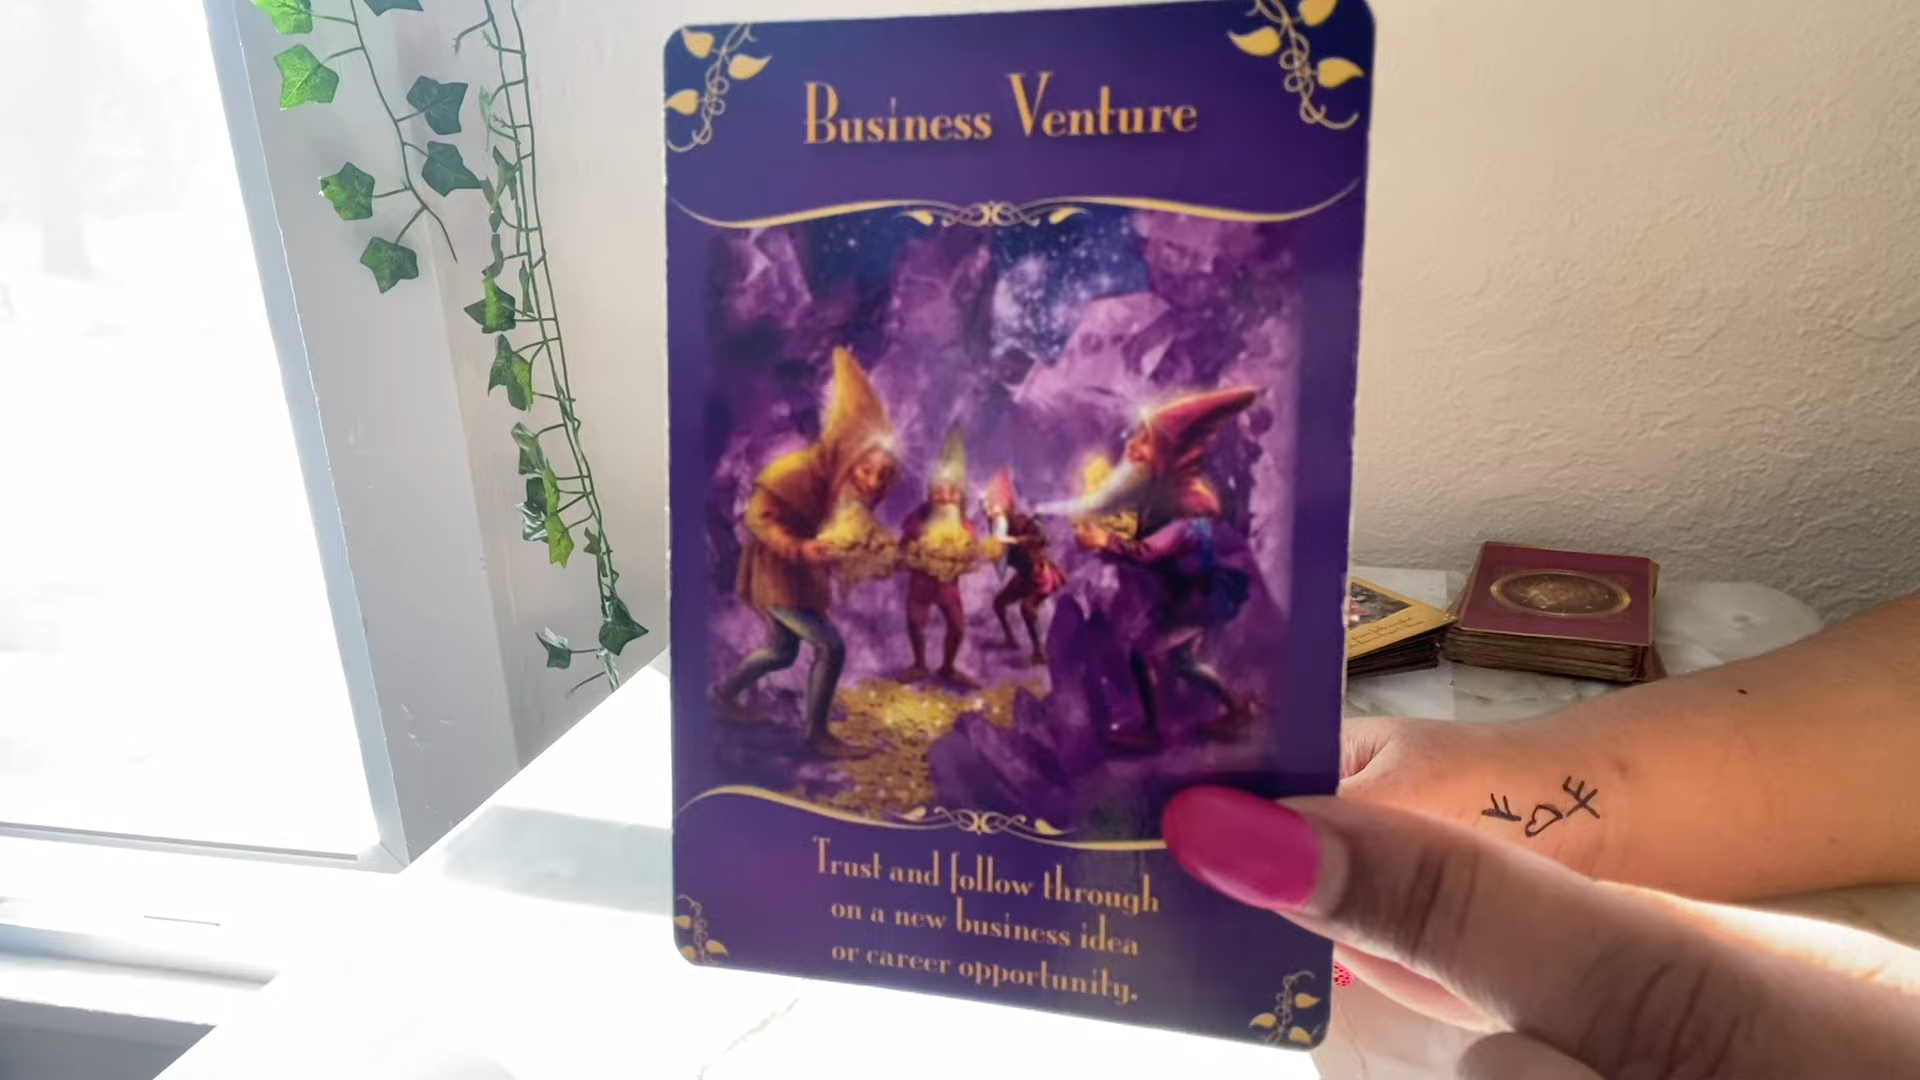 Business Venture
Trust and follow through
on a new business idea
or career opportunity.